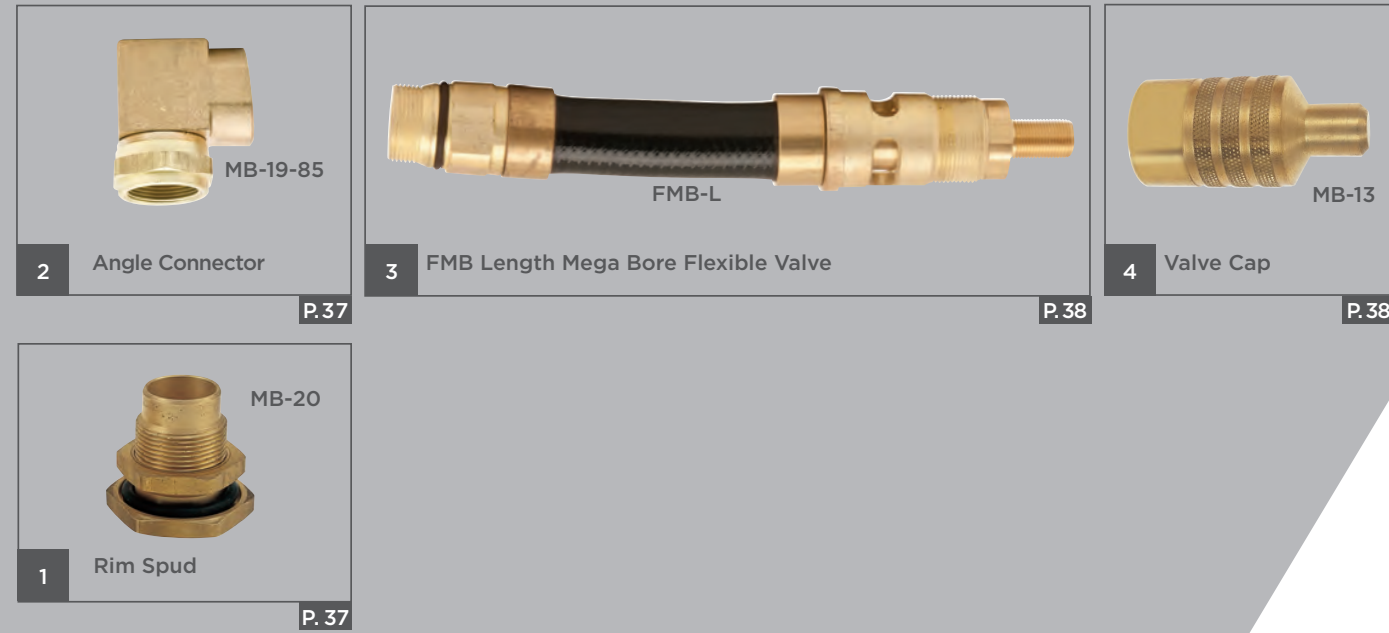 MB-19-85
2 Angle Connector
P. 37
FMB-L
3 FMB Length Mega Bore Flexible Valve
P. 38
MB-13
4 Valve Cap
P. 38
MB-20
1 Rim Spud
P. 37